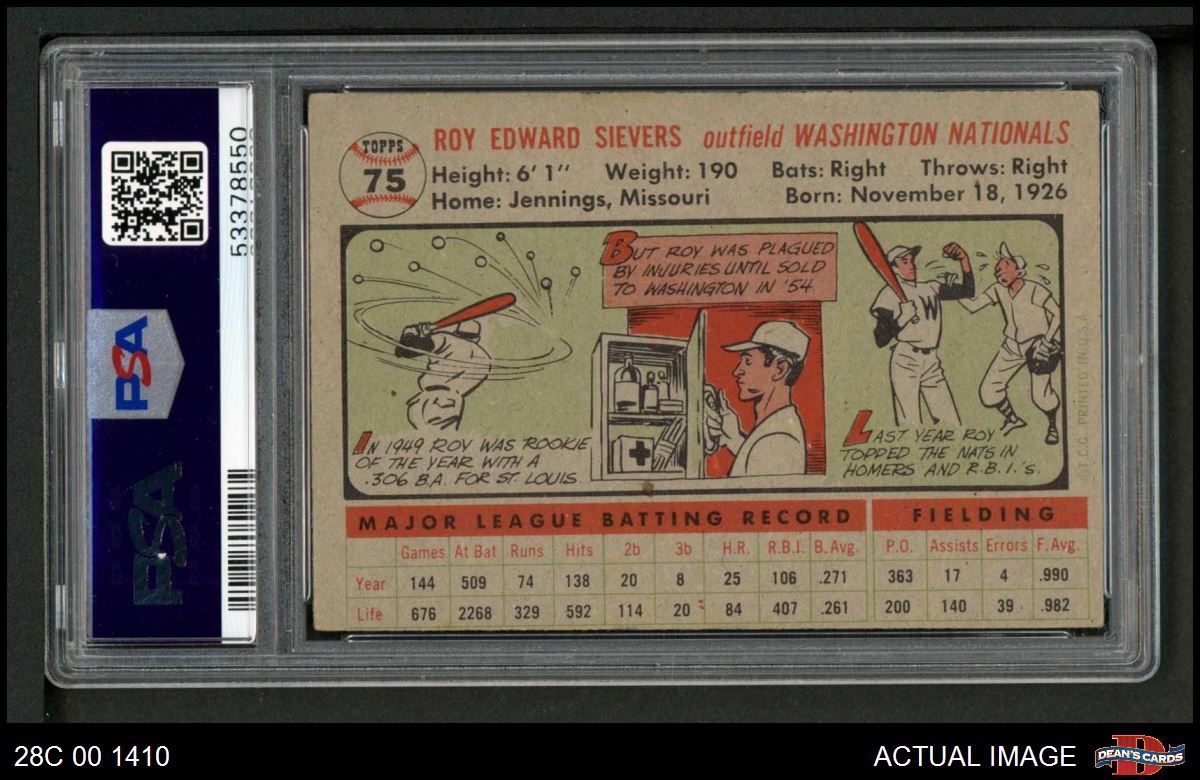 53378550
PSA
PSA
TOPPS
75
ROY EDWARD SIEVERS outfield WASHINGTON NATIONALS
Height: 6' 1" Weight: 190 Bats: Right Throws: Right
Home: Jennings, Missouri Born: November 18, 1926
IN 1949 ROY WAS ROOKIE
OF THE YEAR WITH A
.306 B.A. FOR ST. LOUIS.
BUT ROY WAS PLAGUED
BY INJURIES UNTIL SOLD
TO WASHINGTON IN '54
W
LAST YEAR ROY
TOPPED THE NATS IN
HOMERS AND R.B.I.'s.
T.C.G. PRINTED IN U.S.A.
MAJOR LEAGUE BATTING RECORD FIELDING
Games At Bat Runs Hits 2b 3b H.R. R.B.I. B.Avg. P.O. Assists Errors F.Avg.
Year 144 509 74 138 20 8 25 106 .271 363 17 4 .990
Life 676 2268 329 592 114 20 84 407 .261 200 140 39 .982
28C 00 1410
ACTUAL IMAGE
D
DEAN'S CARDS